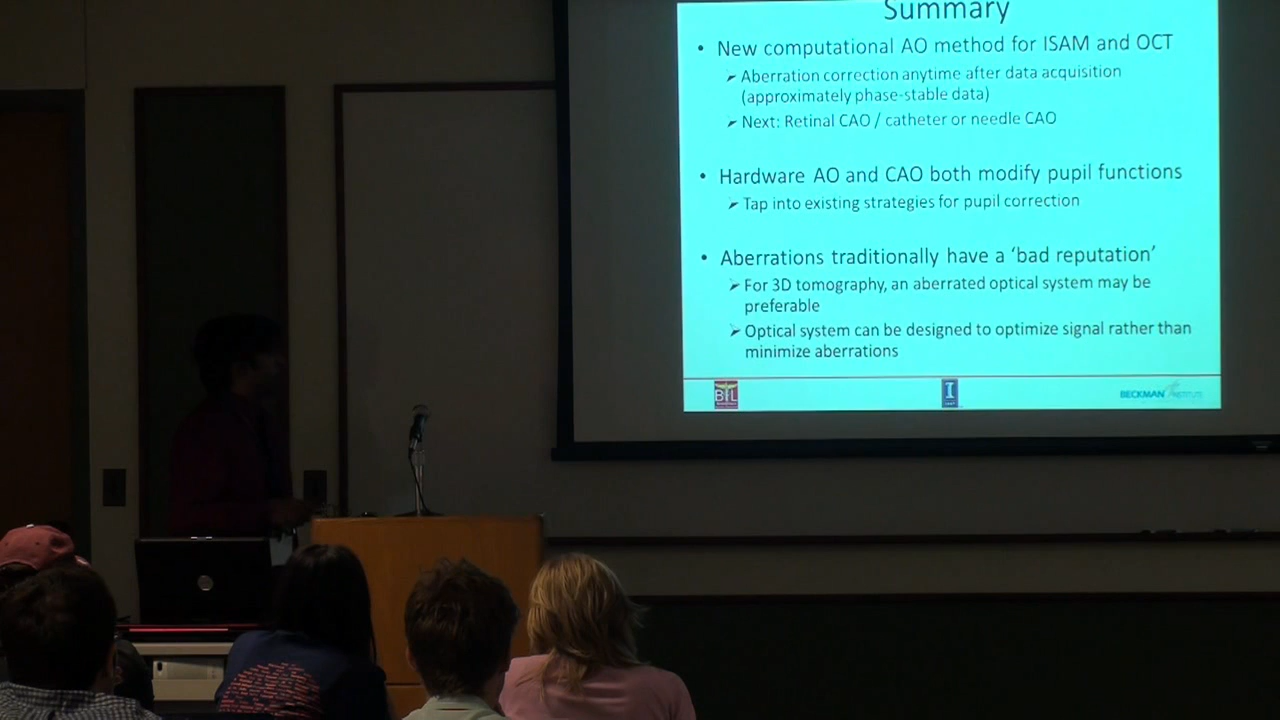 Summary
• New computational AO method for ISAM and OCT
➢ Aberration correction anytime after data acquisition
(approximately phase-stable data)
➢ Next: Retinal CAO / catheter or needle CAO
• Hardware AO and CAO both modify pupil functions
➢ Tap into existing strategies for pupil correction
• Aberrations traditionally have a ‘bad reputation’
➢ For 3D tomography, an aberrated optical system may be
preferable
➢ Optical system can be designed to optimize signal rather than
minimize aberrations
BIL
I
BECKMAN INSTITUTE